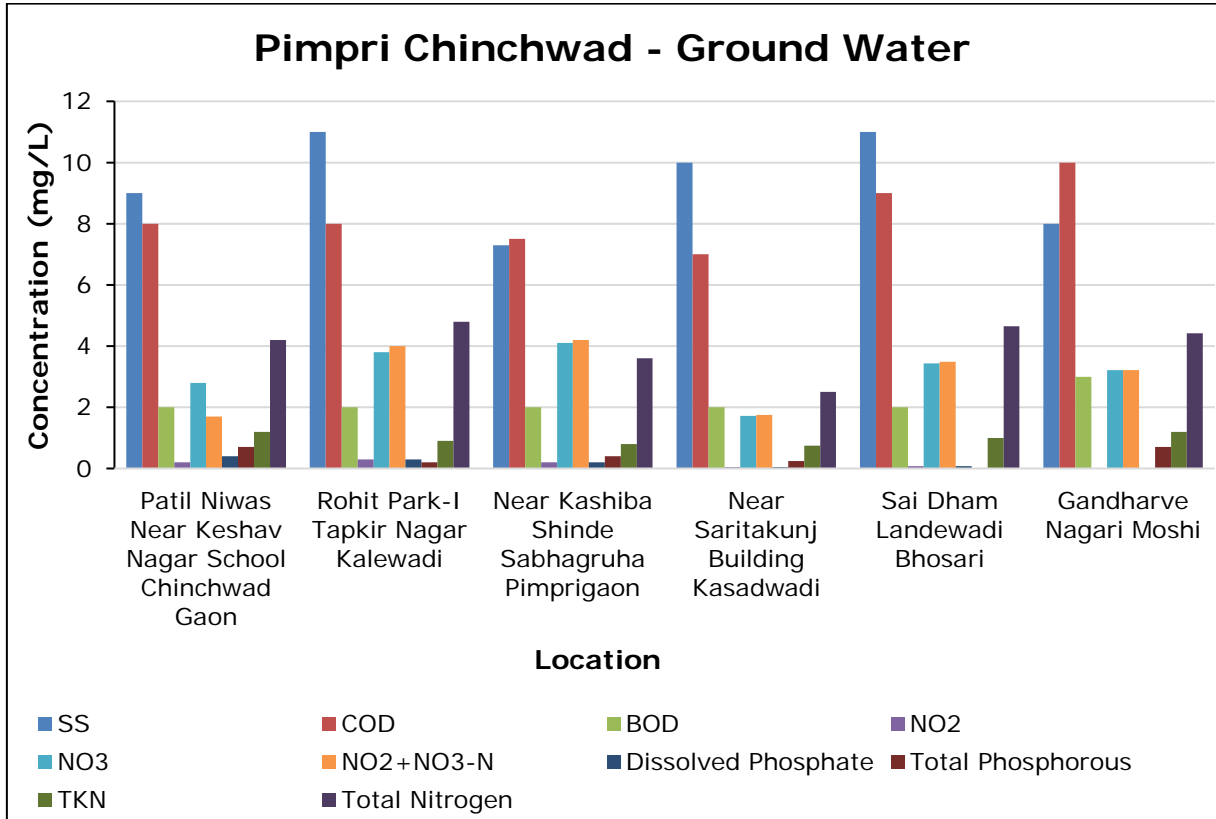 Pimpri Chinchwad - Ground Water
Concentration (mg/L)
12
10
8
6
4
2
0
Patil Niwas
Near Keshav
Nagar School
Chinchwad
Gaon
Rohit Park-I
Tapkir Nagar
Kalewadi
Near Kashiba
Shinde
Sabhagruha
Pimprigaon
Near
Saritakunj
Building
Kasadwadi
Sai Dham
Landewadi
Bhosari
Gandharve
Nagari Moshi
Location
SS
COD
BOD
NO2
NO3
NO2+NO3-N
Dissolved Phosphate
Total Phosphorous
TKN
Total Nitrogen